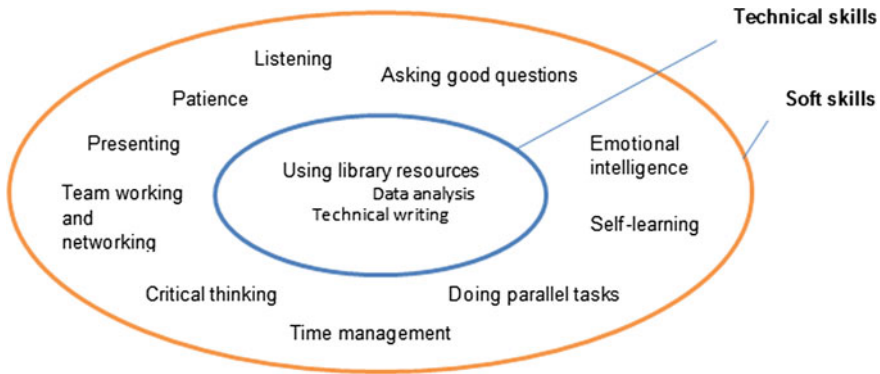 Technical skills
Listening
Asking good questions
Patience
Soft skills
Presenting
Emotional
intelligence
Using library resources
Data analysis
Technical writing
Team working
and
networking
Self-learning
Critical thinking
Doing parallel tasks
Time management